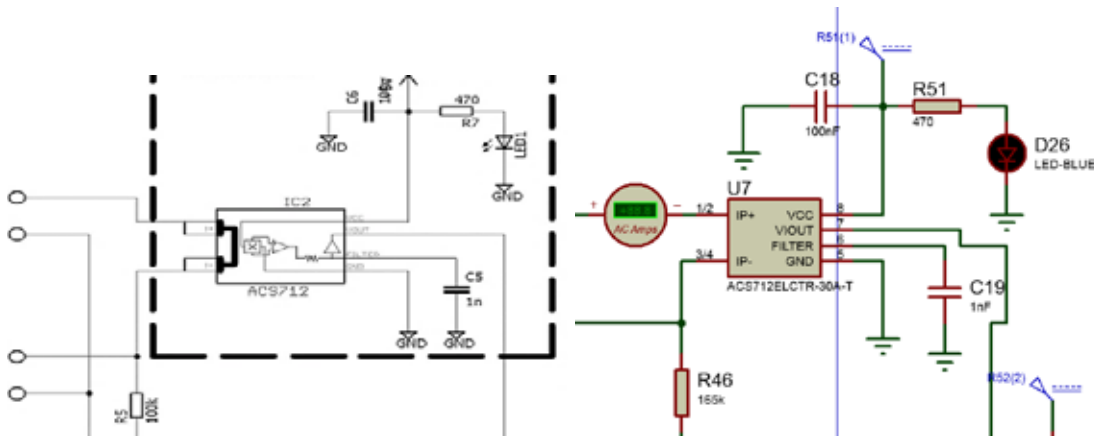 C6
100n
5V
470
R7
GND
LED1
GND
IC2
VCC
VIOUT
FILTER
GND
ACS712
C5
1n
GND
GND
R5
100k
R51(1)
C18
100nF
R51
470
D26
LED-BLUE
U7
+
-
AC Amps
1/2
IP+
VCC
8
VIOUT
7
FILTER
6
3/4
IP-
GND
5
ACS712ELCTR-30A-T
C19
1nF
R46
165k
R52(2)